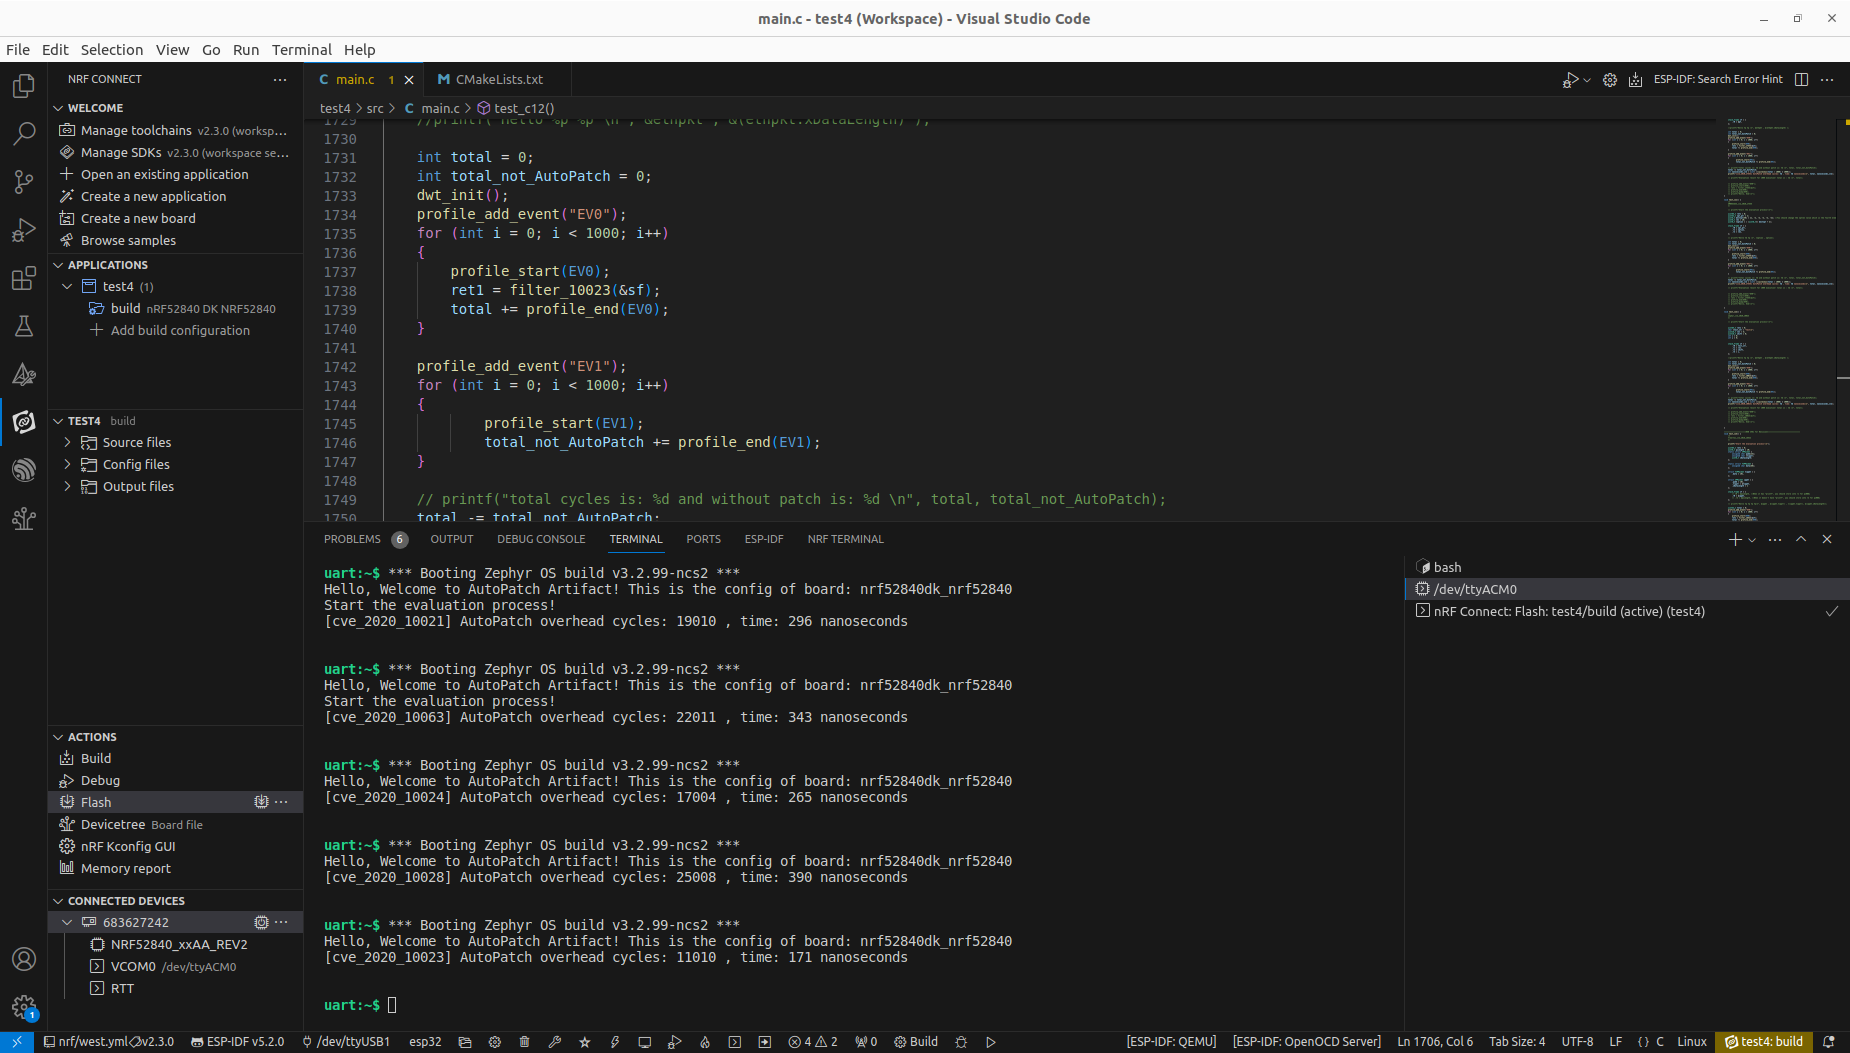 main.c - test4 (Workspace) - Visual Studio Code
File Edit Selection View Go Run Terminal Help
NRF CONNECT
WELCOME
Manage toolchains v2.3.0 (worksp...
Manage SDKs v2.3.0 (workspace se...
Open an existing application
Create a new application
Create a new board
Browse samples
APPLICATIONS
test4 (1)
build nRF52840 DK NRF52840
Add build configuration
TEST4 build
Source files
Config files
Output files
ACTIONS
Build
Debug
Flash
Devicetree Board file
nRF Kconfig GUI
Memory report
CONNECTED DEVICES
683627242
NRF52840_xxAA_REV2
VCOM0 /dev/ttyACM0
RTT
1
C main.c 1
M CMakeLists.txt
ESP-IDF: Search Error Hint
test4 > src > C main.c > test_c12()
1729 //printf("Hello %p %p \n", &ethpkt , &(ethpkt.xDataLength) );
1730
1731 int total = 0;
1732 int total_not_AutoPatch = 0;
1733 dwt_init();
1734 profile_add_event("EV0");
1735 for (int i = 0; i < 1000; i++)
1736 {
1737 profile_start(EV0);
1738 ret1 = filter_10023(&sf);
1739 total += profile_end(EV0);
1740 }
1741
1742 profile_add_event("EV1");
1743 for (int i = 0; i < 1000; i++)
1744 {
1745 profile_start(EV1);
1746 total_not_AutoPatch += profile_end(EV1);
1747 }
1748
1749 // printf("total cycles is: %d and without patch is: %d \n", total, total_not_AutoPatch);
1750 total -= total_not_AutoPatch;
PROBLEMS 6 OUTPUT DEBUG CONSOLE TERMINAL PORTS ESP-IDF NRF TERMINAL
uart:~$ *** Booting Zephyr OS build v3.2.99-ncs2 ***
Hello, Welcome to AutoPatch Artifact! This is the config of board: nrf52840dk_nrf52840
Start the evaluation process!
[cve_2020_10021] AutoPatch overhead cycles: 19010 , time: 296 nanoseconds
uart:~$ *** Booting Zephyr OS build v3.2.99-ncs2 ***
Hello, Welcome to AutoPatch Artifact! This is the config of board: nrf52840dk_nrf52840
Start the evaluation process!
[cve_2020_10063] AutoPatch overhead cycles: 22011 , time: 343 nanoseconds
uart:~$ *** Booting Zephyr OS build v3.2.99-ncs2 ***
Hello, Welcome to AutoPatch Artifact! This is the config of board: nrf52840dk_nrf52840
[cve_2020_10024] AutoPatch overhead cycles: 17004 , time: 265 nanoseconds
uart:~$ *** Booting Zephyr OS build v3.2.99-ncs2 ***
Hello, Welcome to AutoPatch Artifact! This is the config of board: nrf52840dk_nrf52840
[cve_2020_10028] AutoPatch overhead cycles: 25008 , time: 390 nanoseconds
uart:~$ *** Booting Zephyr OS build v3.2.99-ncs2 ***
Hello, Welcome to AutoPatch Artifact! This is the config of board: nrf52840dk_nrf52840
[cve_2020_10023] AutoPatch overhead cycles: 11010 , time: 171 nanoseconds
uart:~$
bash
/dev/ttyACM0
nRF Connect: Flash: test4/build (active) (test4)
nrf/west.yml v2.3.0 ESP-IDF v5.2.0 /dev/ttyUSB1 esp32 4 2 0 Build [ESP-IDF: QEMU] [ESP-IDF: OpenOCD Server] Ln 1706, Col 6 Tab Size: 4 UTF-8 LF {} C Linux test4: build